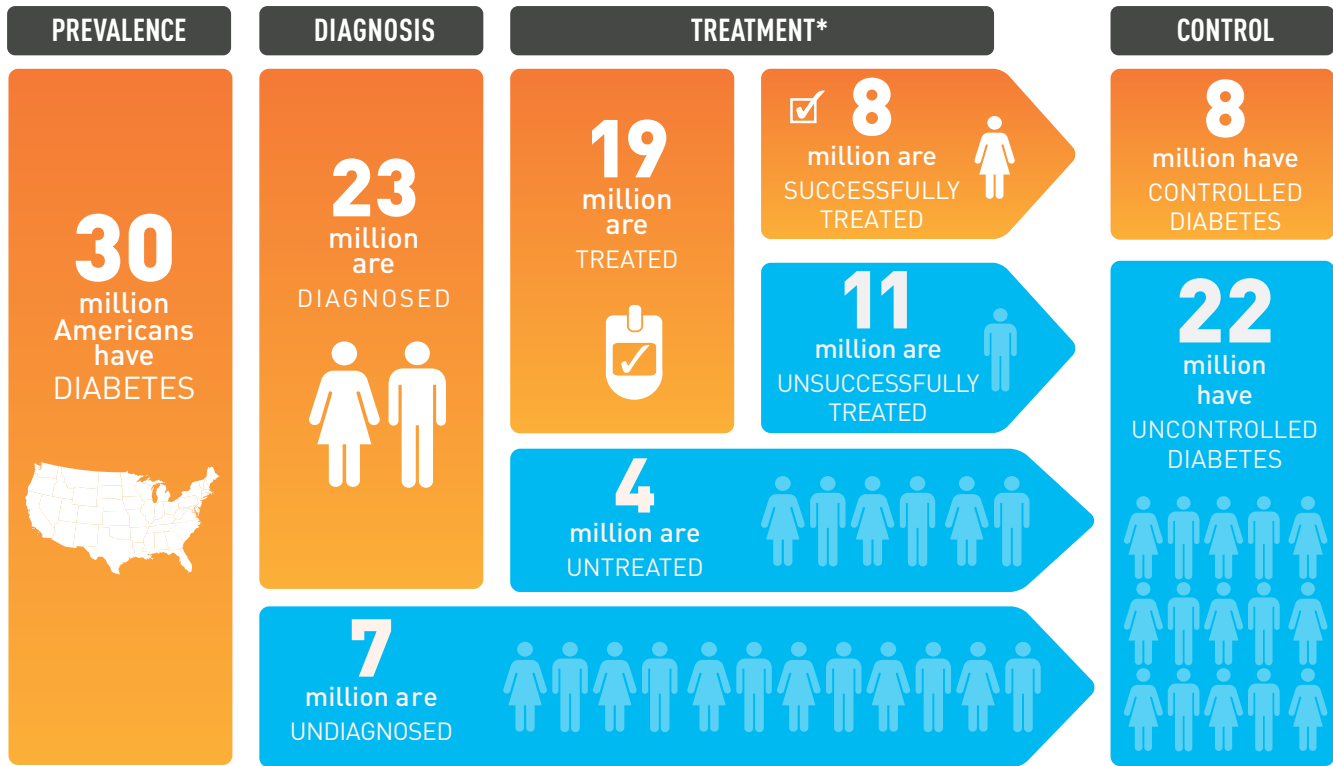 PREVALENCE
DIAGNOSIS
TREATMENT*
CONTROL
30
million
Americans
have
DIABETES
23
million
are
DIAGNOSED
19
million
are
TREATED
8
million are
SUCCESSFULLY
TREATED
11
million are
UNSUCCESSFULLY
TREATED
4
million are
UNTREATED
7
million are
UNDIAGNOSED
8
million have
CONTROLLED
DIABETES
22
million
have
UNCONTROLLED
DIABETES